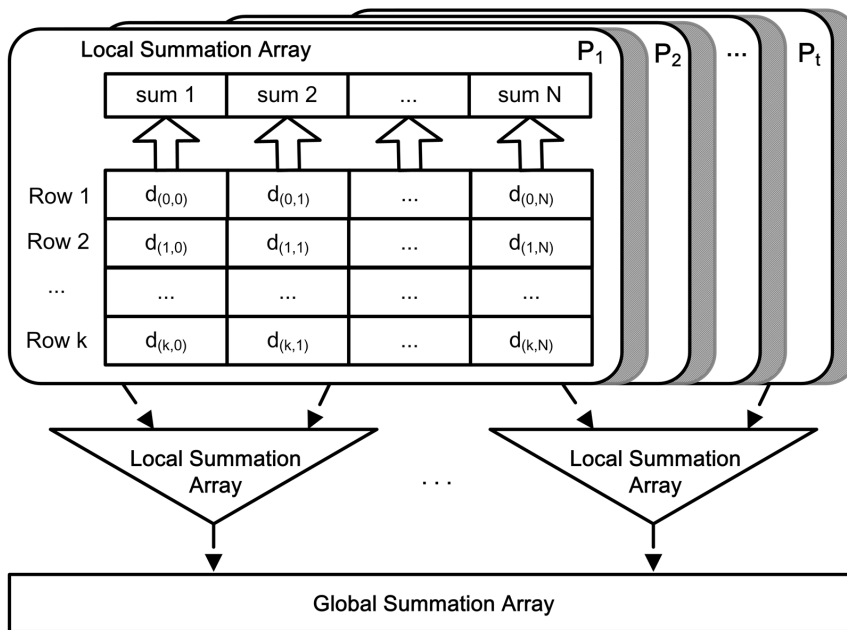 Local Summation Array P1 P2 ... Pt
sum 1 sum 2 ... sum N
Row 1 d(0,0) d(0,1) ... d(0,N)
Row 2 d(1,0) d(1,1) ... d(1,N)
... ... ... ... ...
Row k d(k,0) d(k,1) ... d(k,N)
Local Summation
Array
. . .
Local Summation
Array
Global Summation Array